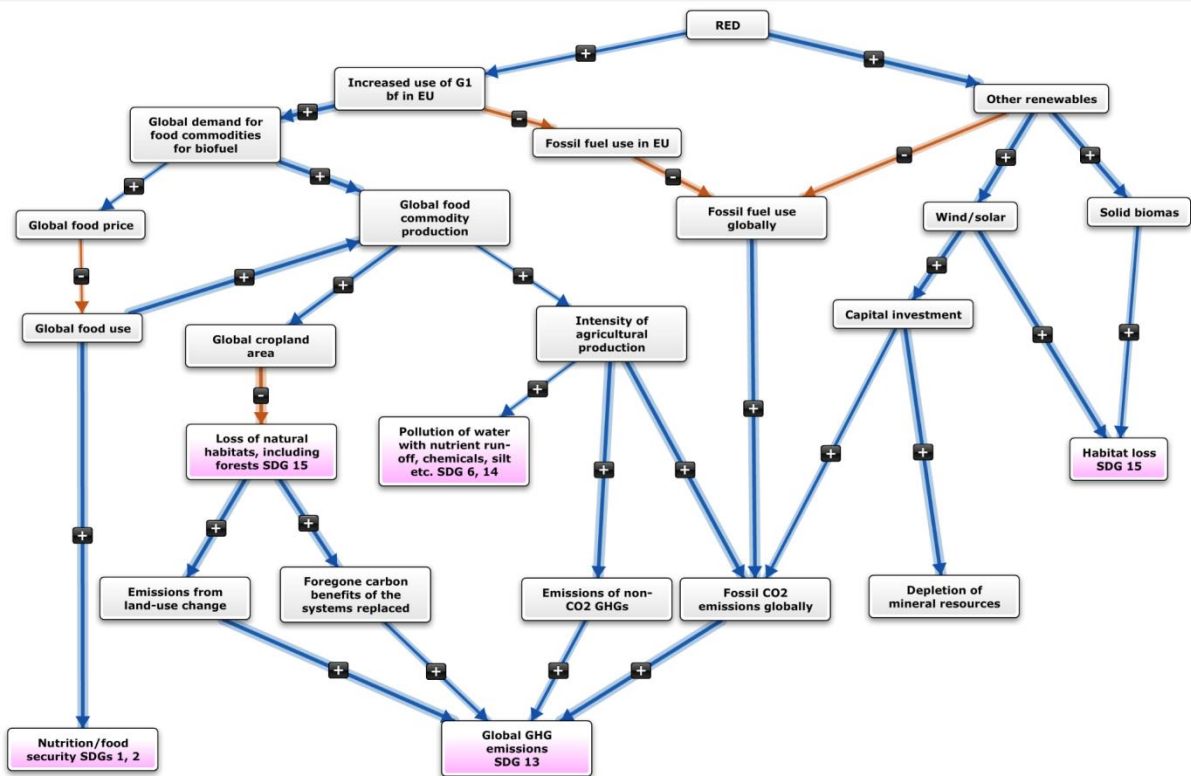 RED
+
+
Increased use of G1
bf in EU
Other renewables
+
-
Global demand for
food commodities
for biofuel
Fossil fuel use in EU
-
+
+
+
+
-
Global food price
Global food
commodity
production
Fossil fuel use
globally
Wind/solar
Solid biomas
-
+
+
+
+
Global food use
Global cropland
area
Intensity of
agricultural
production
Capital investment
+
+
-
+
+
Pollution of water
with nutrient run-
off, chemicals, silt
etc. SDG 6, 14
Loss of natural
habitats, including
forests SDG 15
Habitat loss
SDG 15
+
+
+
+
+
+
+
+
Emissions from
land-use change
Foregone carbon
benefits of the
systems replaced
Emissions of non-
CO2 GHGs
Fossil CO2
emissions globally
Depletion of
mineral resources
+
+
+
+
Nutrition/food
security SDGs 1, 2
Global GHG
emissions
SDG 13